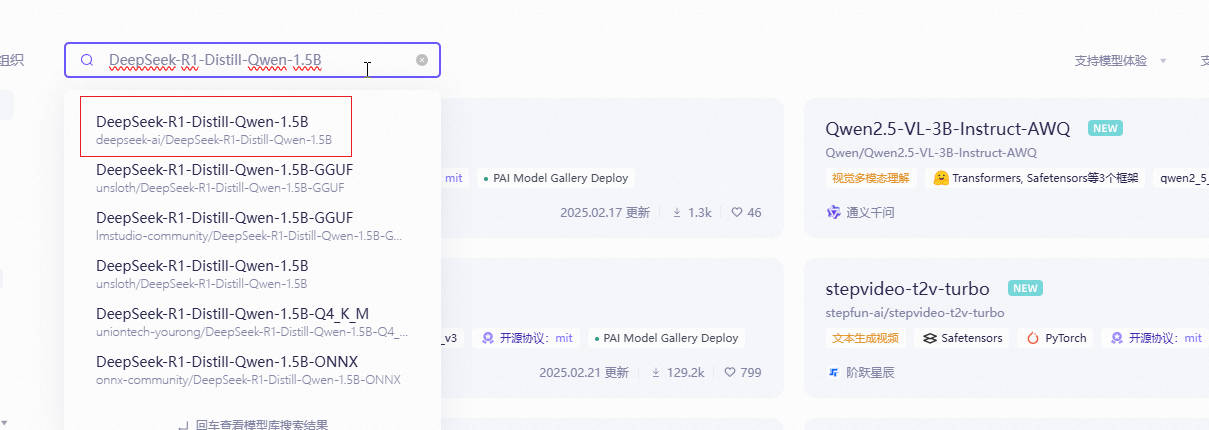 组织
DeepSeek-R1-Distill-Qwen-1.5B
支持模型体验
DeepSeek-R1-Distill-Qwen-1.5B
deepseek-ai/DeepSeek-R1-Distill-Qwen-1.5B
DeepSeek-R1-Distill-Qwen-1.5B-GGUF
unsloth/DeepSeek-R1-Distill-Qwen-1.5B-GGUF
DeepSeek-R1-Distill-Qwen-1.5B-GGUF
lmstudio-community/DeepSeek-R1-Distill-Qwen-1.5B-G...
DeepSeek-R1-Distill-Qwen-1.5B
unsloth/DeepSeek-R1-Distill-Qwen-1.5B
DeepSeek-R1-Distill-Qwen-1.5B-Q4_K_M
uniontech-yourong/DeepSeek-R1-Distill-Qwen-1.5B-Q4_...
DeepSeek-R1-Distill-Qwen-1.5B-ONNX
onnx-community/DeepSeek-R1-Distill-Qwen-1.5B-ONNX
回车查看模型库搜索结果
mit PAI Model Gallery Deploy
2025.02.17 更新 1.3k 46
_v3 开源协议：mit PAI Model Gallery Deploy
2025.02.21 更新 129.2k 799
Qwen2.5-VL-3B-Instruct-AWQ NEW
Qwen/Qwen2.5-VL-3B-Instruct-AWQ
视觉多模态理解 Transformers, Safetensors等3个框架 qwen2_5_
通义千问
stepvideo-t2v-turbo NEW
stepfun-ai/stepvideo-t2v-turbo
文本生成视频 Safetensors PyTorch 开源协议：mit
阶跃星辰